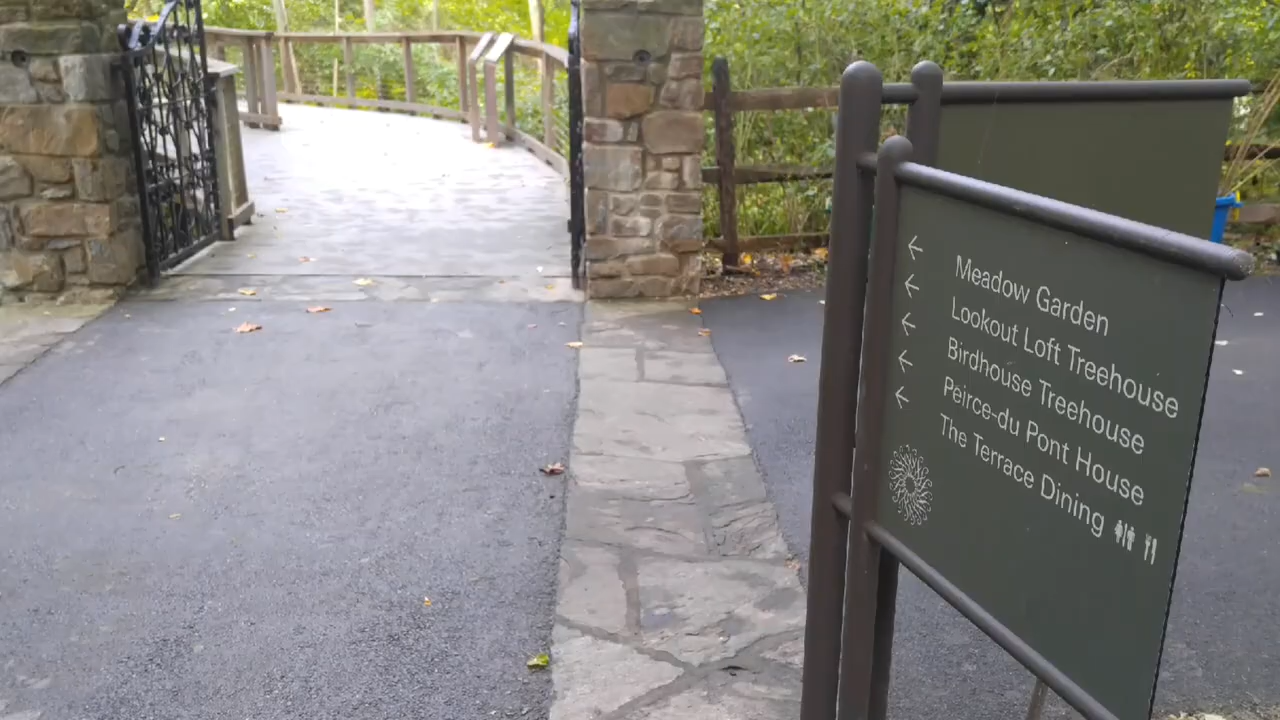 ← Meadow Garden
← Lookout Loft Treehouse
← Birdhouse Treehouse
← Peirce-du Pont House
← The Terrace Dining